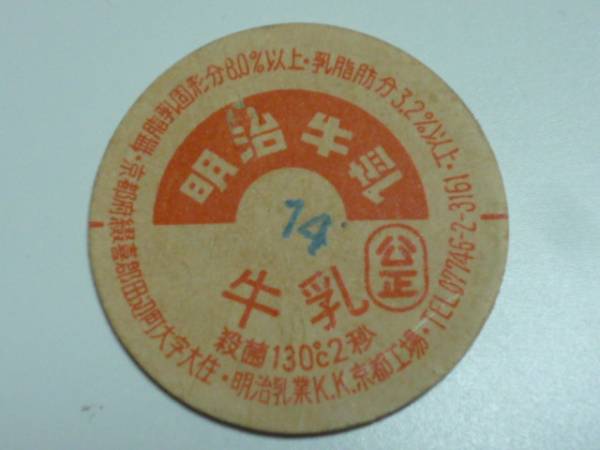 無脂乳固形分8.0%以上・乳脂肪分3.2%以上・
明治牛乳
14
牛乳
公正
殺菌130℃2秒
京都府綴喜郡田辺町大字大住・明治乳業K.K.京都工場・TEL07746-2-3191